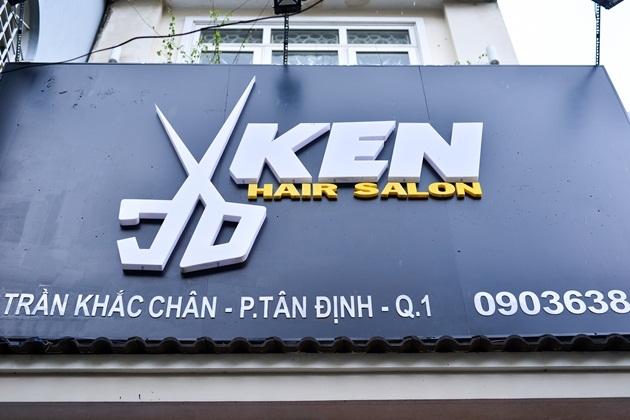 KEN
HAIR SALON
TRẦN KHẮC CHÂN - P.TÂN ĐỊNH - Q.1 0903638